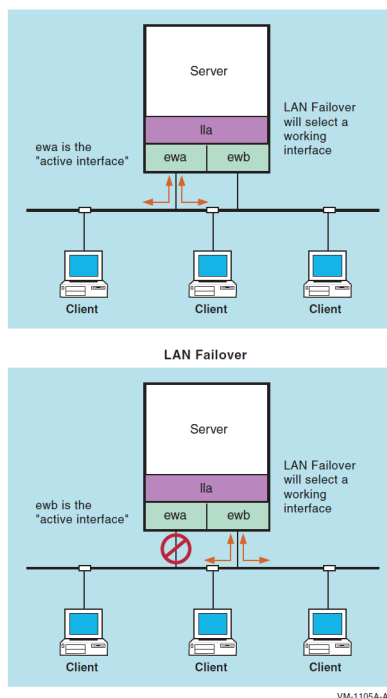 Server
LAN Failover
will select a
working
interface
lla
ewa is the
"active interface"
ewa
ewb
Client
Client
Client
LAN Failover
Server
LAN Failover
will select a
working
interface
lla
ewb is the
"active interface"
ewa
ewb
Client
Client
Client
VM-1105A-A